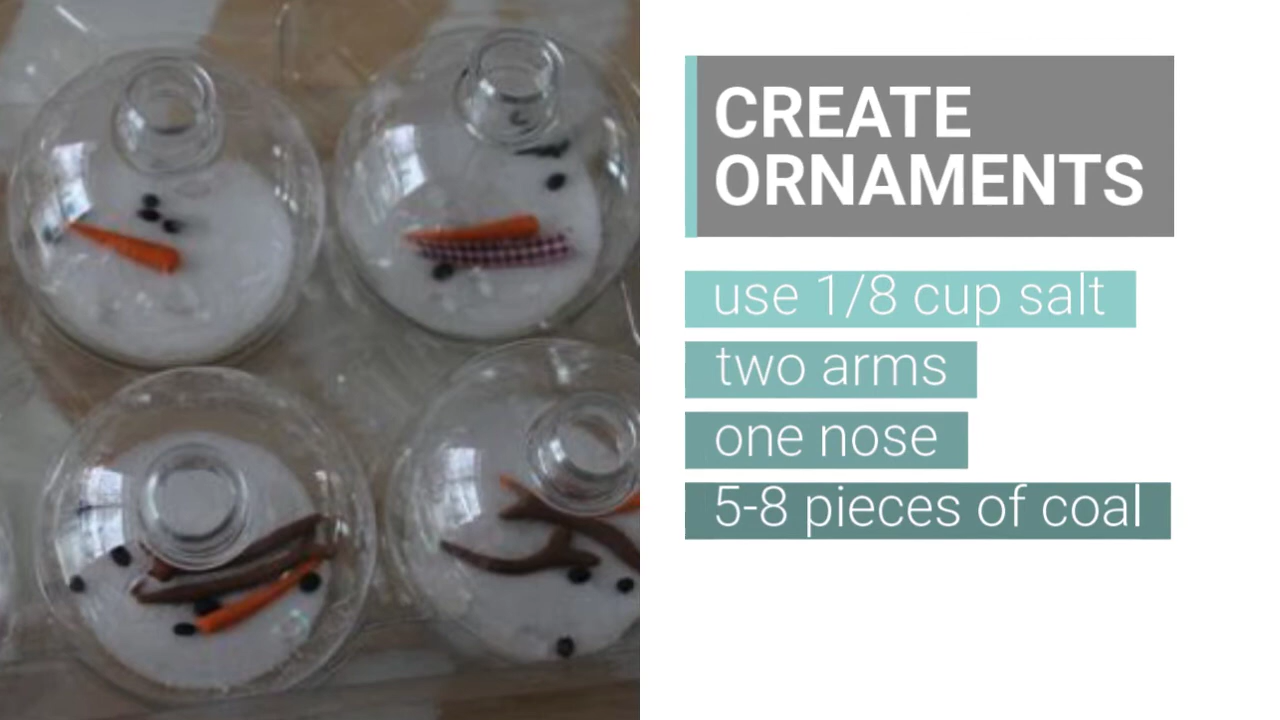 CREATE
ORNAMENTS
use 1/8 cup salt
two arms
one nose
5-8 pieces of coal